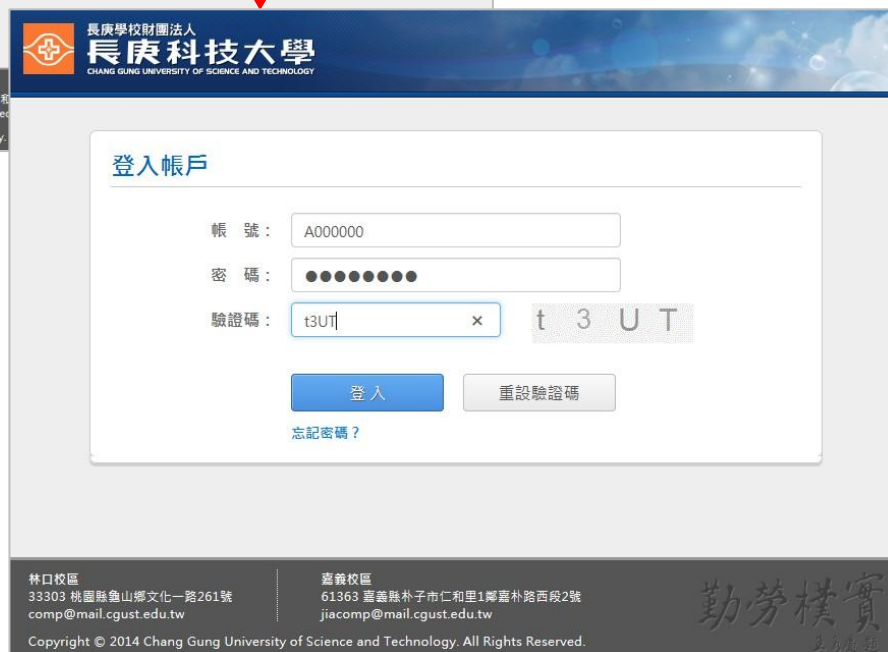 長庚學校財團法人
長庚科技大學
CHANG GUNG UNIVERSITY OF SCIENCE AND TECHNOLOGY
登入帳戶
帳 號： A000000
密 碼： ●●●●●●●●
驗證碼： t3UT × t 3 U T
登入 重設驗證碼
忘記密碼？
林口校區
33303 桃園縣龜山鄉文化一路261號
comp@mail.cgust.edu.tw
嘉義校區
61363 嘉義縣朴子市仁和里1鄰嘉朴路西段2號
jiacomp@mail.cgust.edu.tw
勤勞樸實
Copyright © 2014 Chang Gung University of Science and Technology. All Rights Reserved.